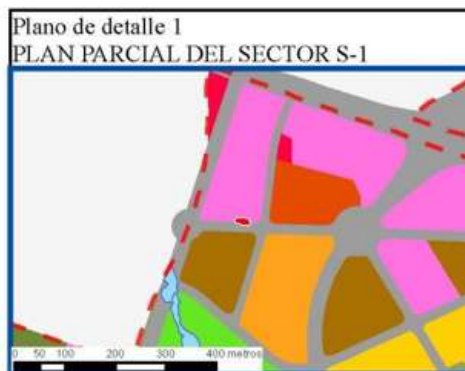 Plano de detalle 1
PLAN PARCIAL DEL SECTOR S-1
0 50 100 200 300 400 metros